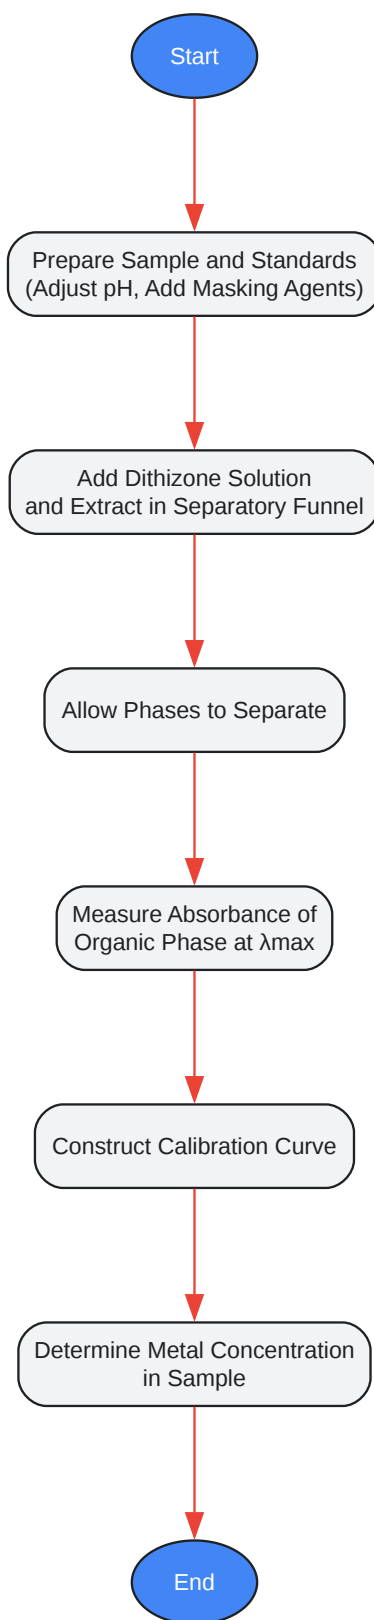 Start
Prepare Sample and Standards
(Adjust pH, Add Masking Agents)
Add Dithizone Solution
and Extract in Separatory Funnel
Allow Phases to Separate
Measure Absorbance of
Organic Phase at λmax
Construct Calibration Curve
Determine Metal Concentration
in Sample
End